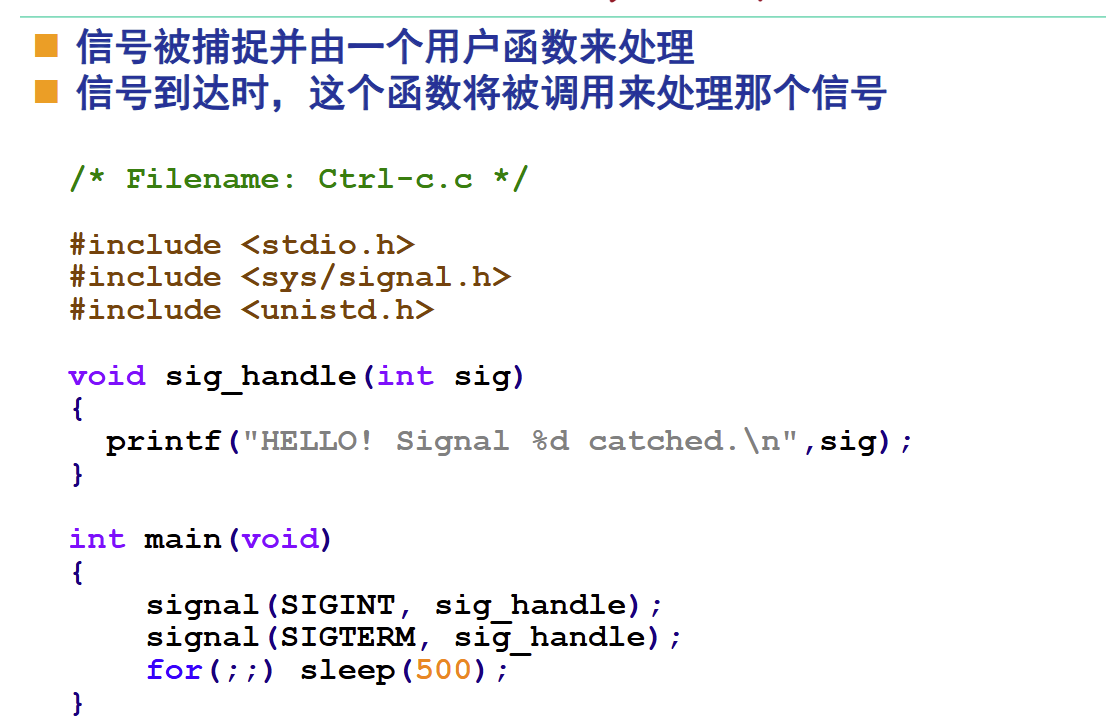 信号被捕捉并由一个用户函数来处理
信号到达时，这个函数将被调用来处理那个信号
/* Filename: Ctrl-c.c */
#include <stdio.h>
#include <sys/signal.h>
#include <unistd.h>
void sig_handle(int sig)
{
printf("HELLO! Signal %d catched.\n",sig);
}
int main(void)
{
signal(SIGINT, sig_handle);
signal(SIGTERM, sig_handle);
for(;;) sleep(500);
}